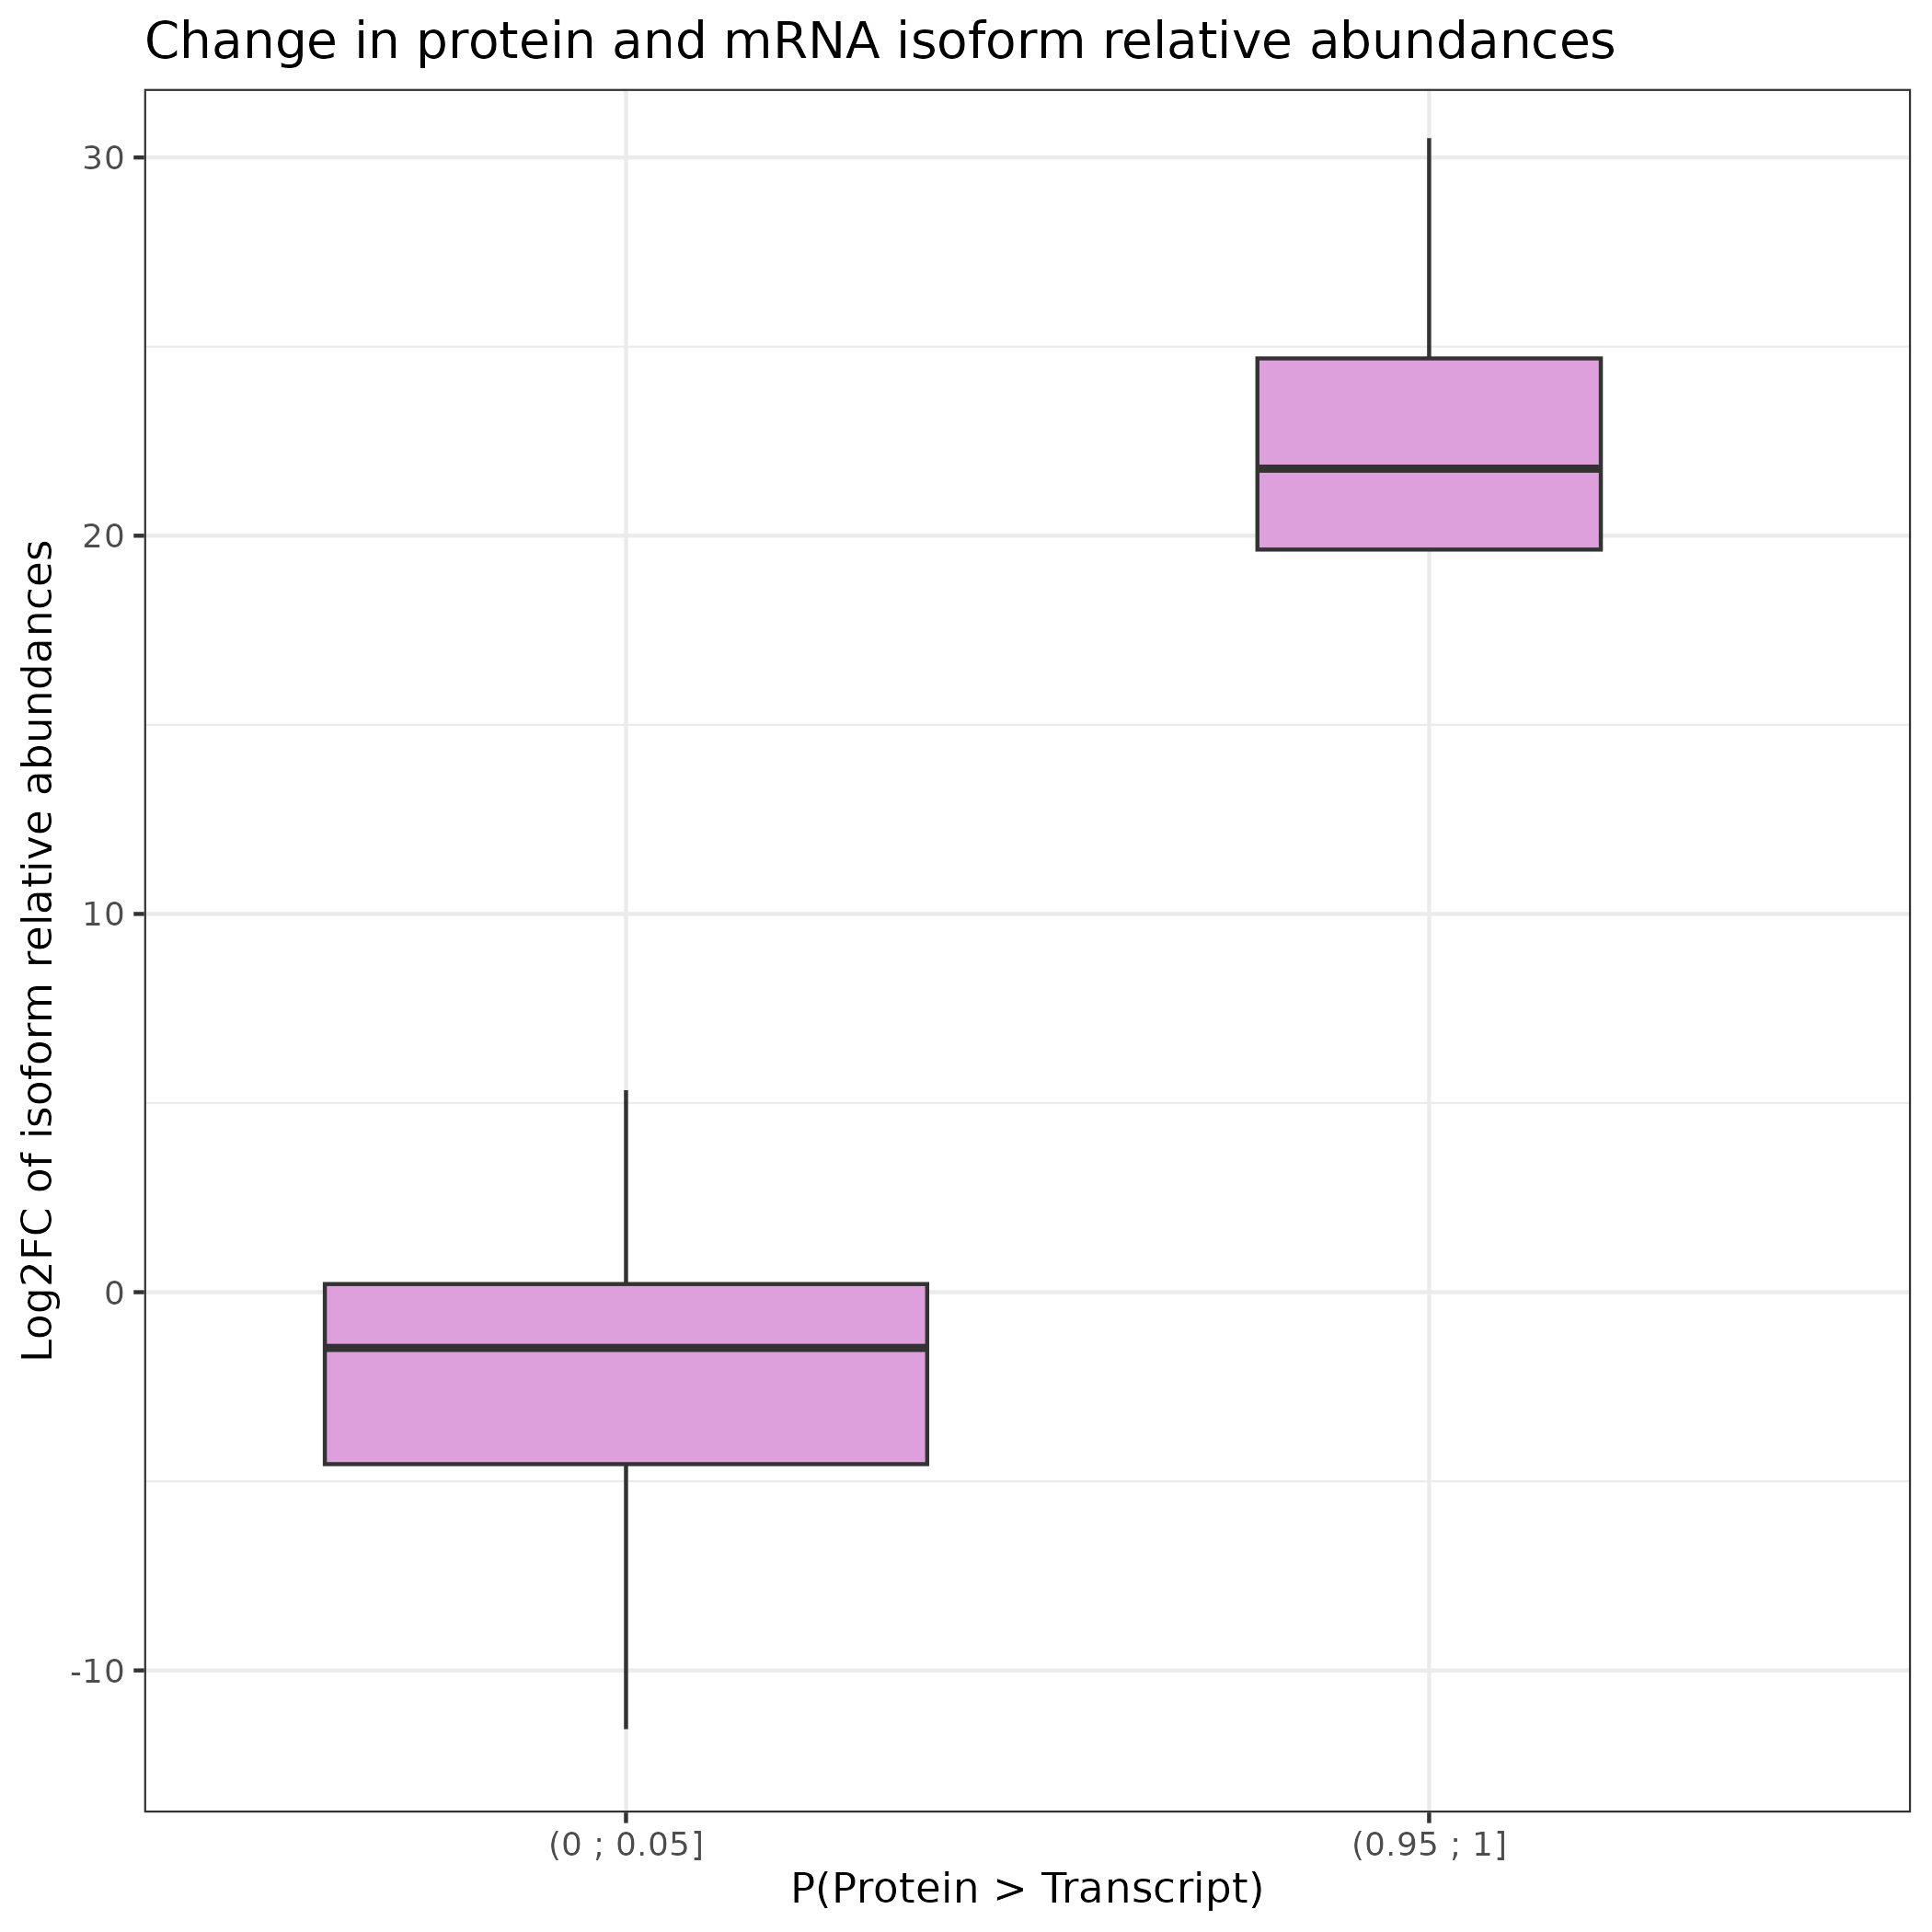 Change in protein and mRNA isoform relative abundances
Log2FC of isoform relative abundances
30
20
10
0
-10
(0 ; 0.05]
(0.95 ; 1]
P(Protein > Transcript)